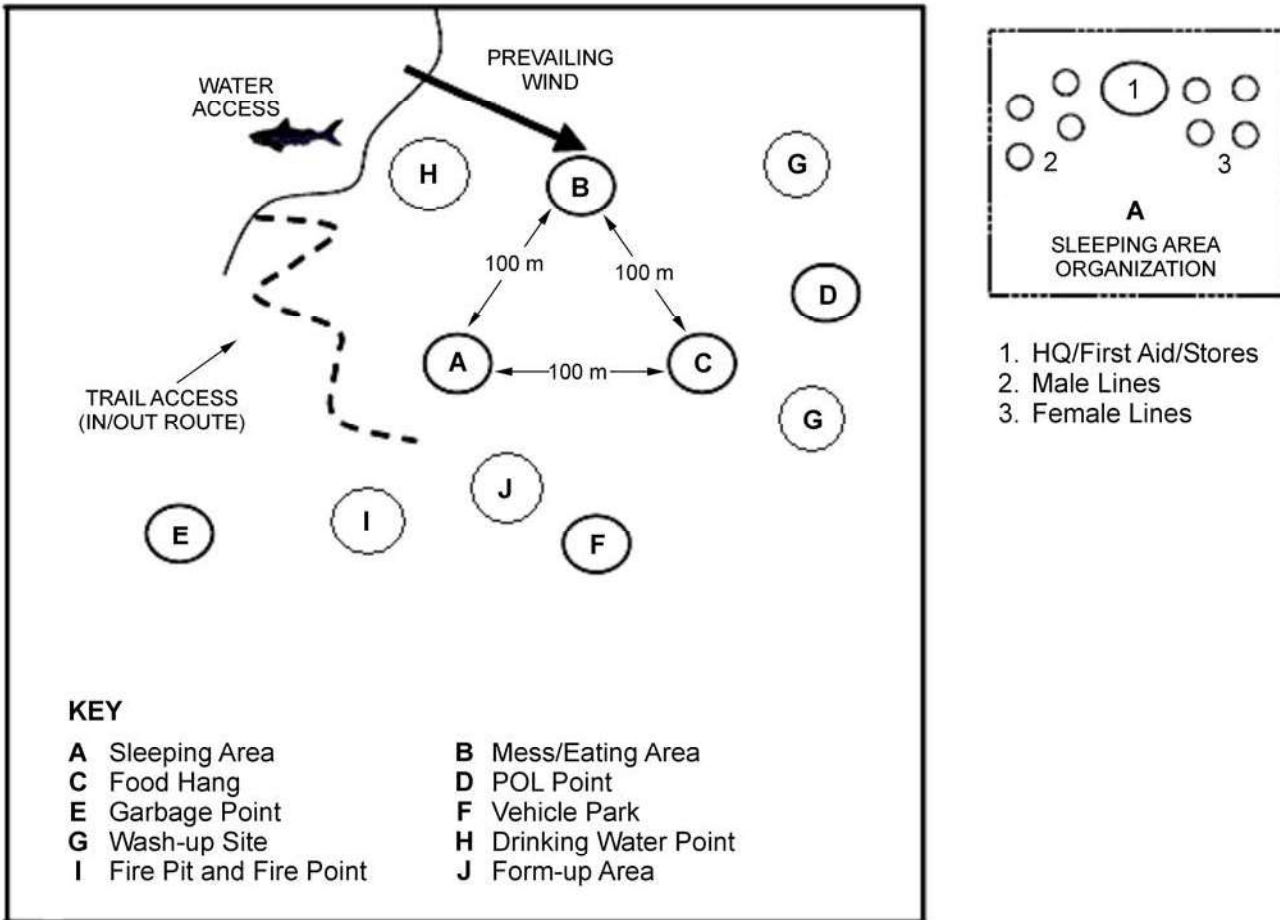 PREVAILING
WIND
WATER
ACCESS
H
B
G
100 m
100 m
D
A
100 m
C
TRAIL ACCESS
(IN/OUT ROUTE)
G
J
E
I
F
KEY
A Sleeping Area
B Mess/Eating Area
C Food Hang
D POL Point
E Garbage Point
F Vehicle Park
G Wash-up Site
H Drinking Water Point
I Fire Pit and Fire Point
J Form-up Area
1
2
3
A
SLEEPING AREA
ORGANIZATION
1. HQ/First Aid/Stores
2. Male Lines
3. Female Lines